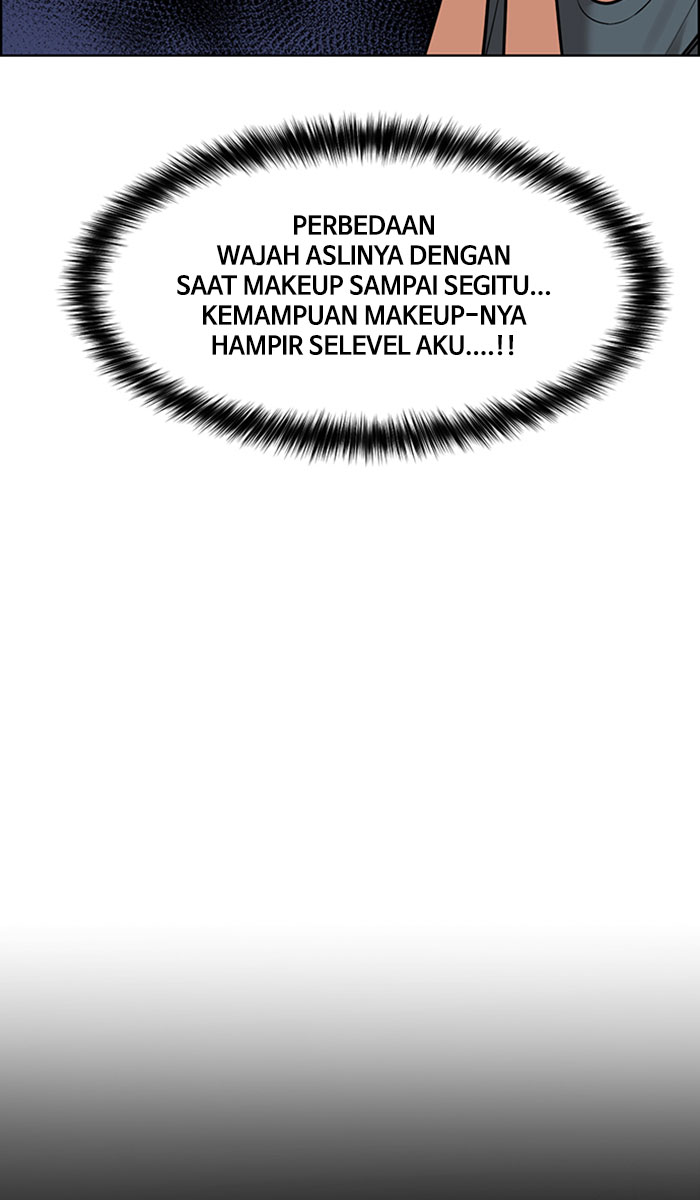 PERBEDAAN
WAJAH ASLINYA DENGAN
SAAT MAKEUP SAMPAI SEGITU...
KEMAMPUAN MAKEUP-NYA
HAMPIR SELEVEL AKU....!!